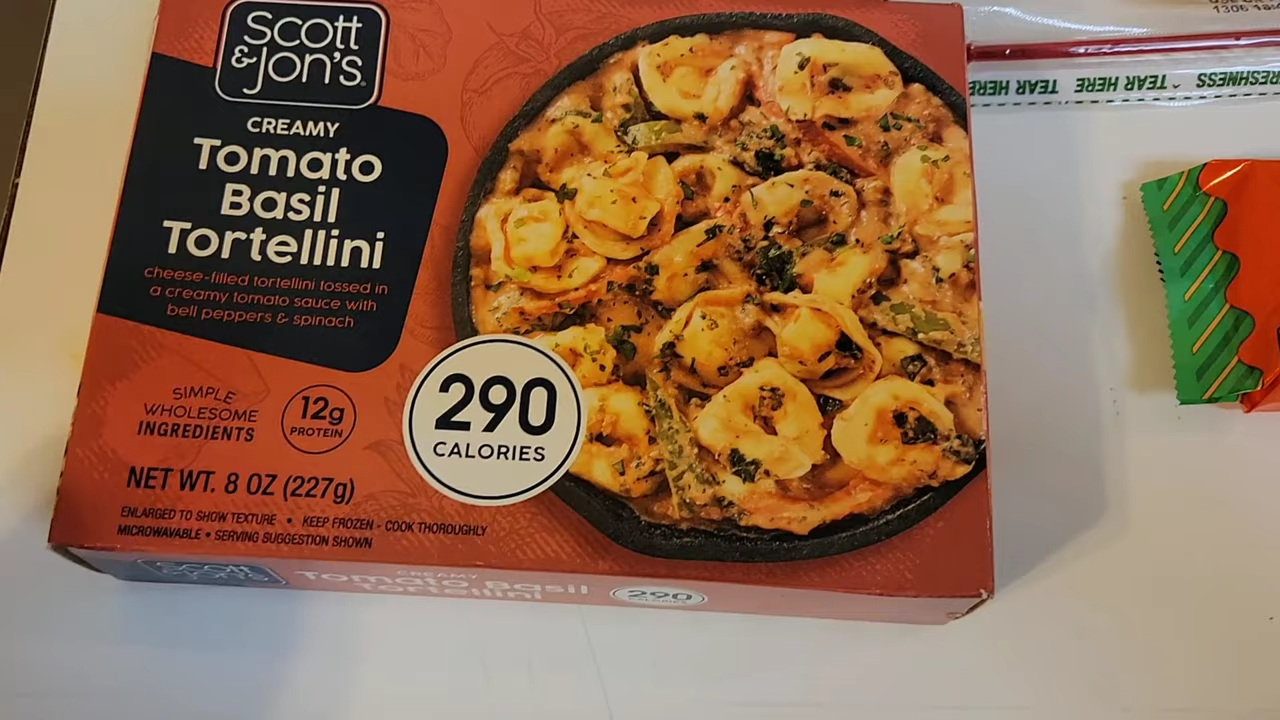 Scott
& Jon's
CREAMY
Tomato
Basil
Tortellini
cheese-filled tortellini tossed in
a creamy tomato sauce with
bell peppers & spinach
SIMPLE
WHOLESOME
INGREDIENTS
12g
PROTEIN
290
CALORIES
NET WT. 8 OZ (227g)
ENLARGED TO SHOW TEXTURE • KEEP FROZEN - COOK THOROUGHLY
MICROWAVABLE • SERVING SUGGESTION SHOWN
Scott
& Jon's
CREAMY
Tomato Basil
Tortellini
290
CALORIES
1306
RESHNESS TEAR HERE TEAR HERE